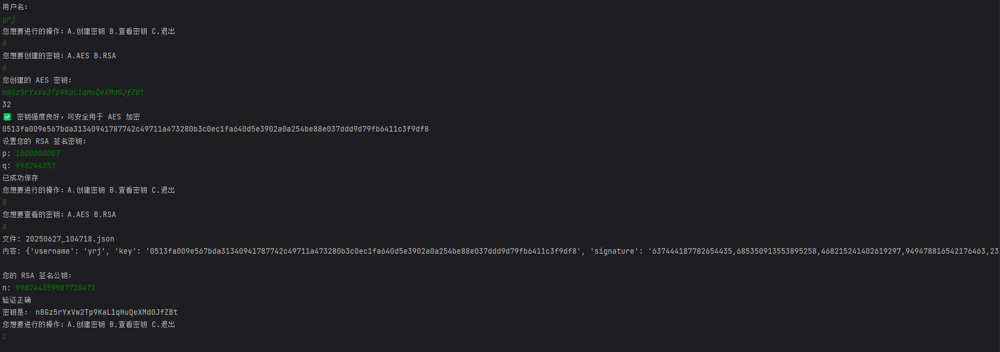 用户名:
yrj
您想要进行的操作: A.创建密钥 B.查看密钥 C.退出
A
您想要创建的密钥: A.AES B.RSA
A
您创建的 AES 密钥:
n8Gz5rYxVw2Tp9KaL1qHuQeXMd0JfZBt
32
✅ 密钥强度良好，可安全用于 AES 加密
0513fa009e567bda31340941787742c49711a473280b3c0ec1fa640d5e3902a0a254be88e037ddd9d79fb6411c3f9df8
设置您的 RSA 签名密钥:
p: 1000000007
q: 998244353
已成功保存
您想要进行的操作: A.创建密钥 B.查看密钥 C.退出
B
您想要查看的密钥: A.AES B.RSA
A
文件: 20250627_104718.json
内容: {'username': 'yrj', 'key': '0513fa009e567bda31340941787742c49711a473280b3c0ec1fa640d5e3902a0a254be88e037ddd9d79fb6411c3f9df8', 'signature': '637444187782654435,685350913553895258,468215241402619297,949478816542176463,23
您的 RSA 签名公钥:
n: 998244359987710471
验证正确
密钥是: n8Gz5rYxVw2Tp9KaL1qHuQeXMd0JfZBt
您想要进行的操作: A.创建密钥 B.查看密钥 C.退出
C